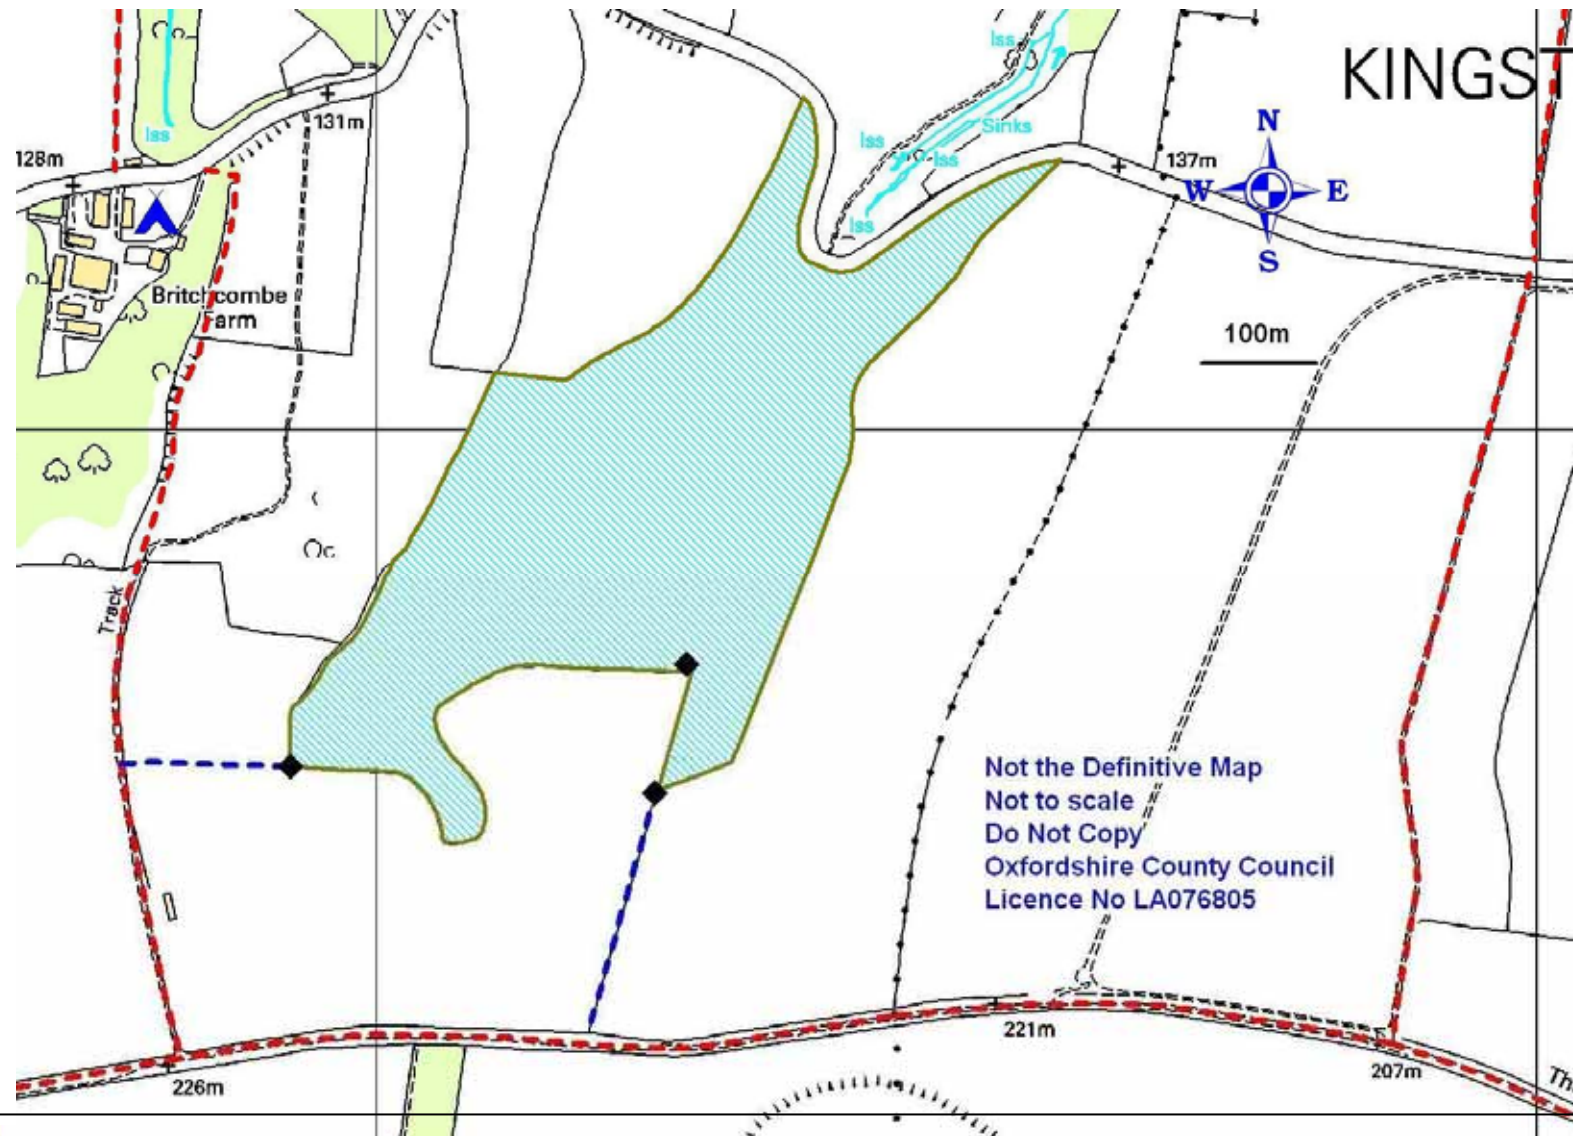 Iss
KINGST
131m
Iss
Iss
Sinks
Iss
128m
137m
N
W
E
S
Iss
Britchcombe
Farm
100m
Track
Not the Definitive Map
Not to scale
Do Not Copy
Oxfordshire County Council
Licence No LA076805
221m
226m
207m
Th